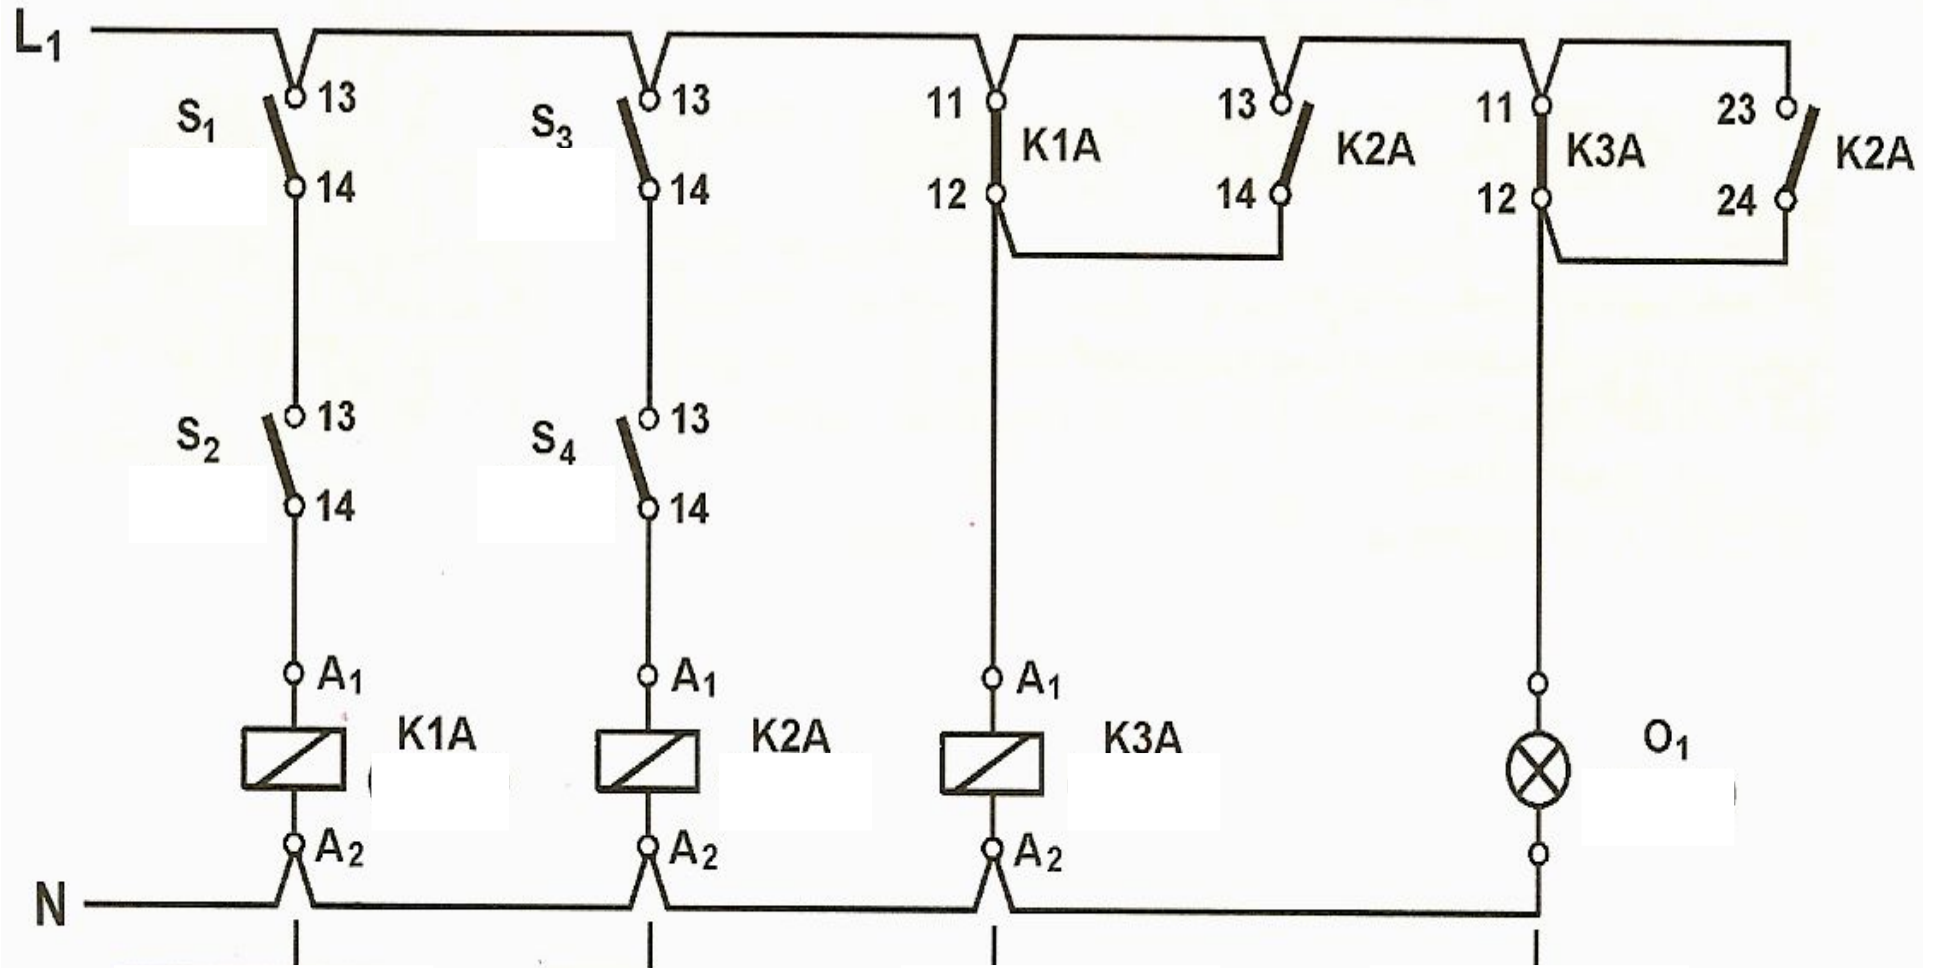 L1
S1 13 S3 13 11 K1A 13 K2A 11 K3A 23 K2A
14 14 12 14 12 24
S2 13 S4 13
14 14
A1 A1 A1
K1A K2A K3A O1
A2 A2 A2
N